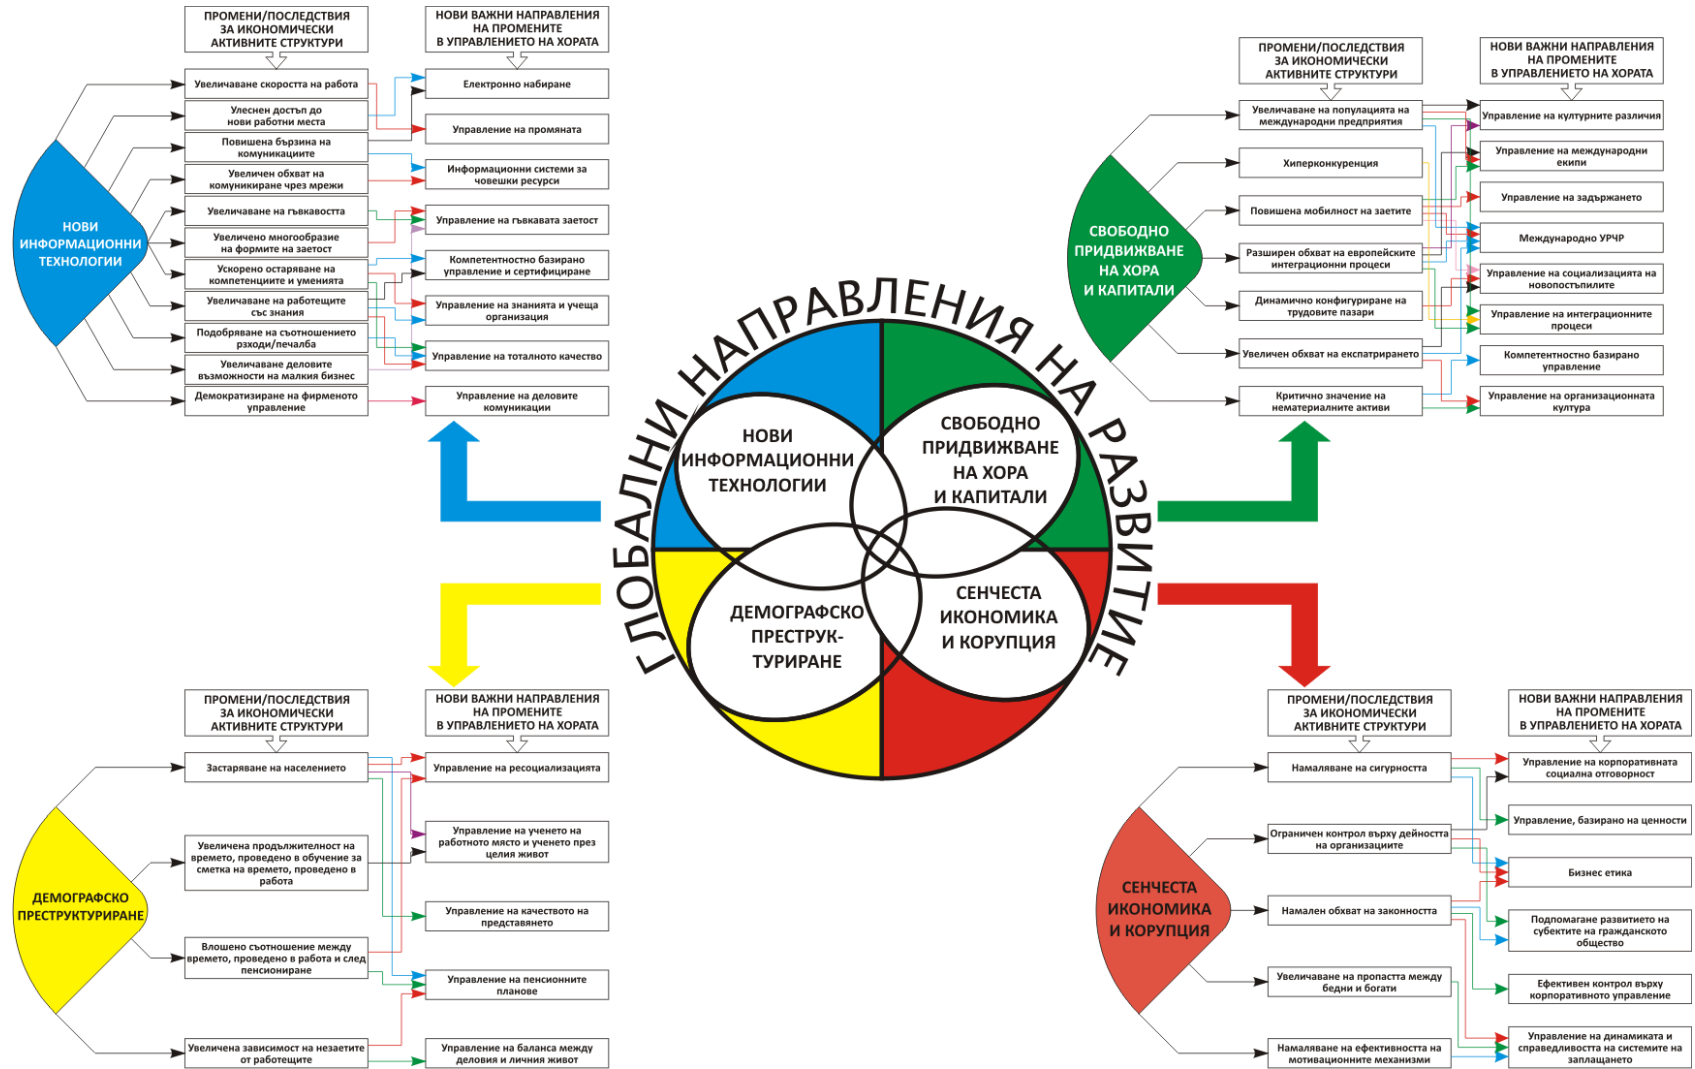 ПРОМЕНИ/ПОСЛЕДСТВИЯ
ЗА ИКОНОМИЧЕСКИ
АКТИВНИТЕ СТРУКТУРИ
НОВИ ВАЖНИ НАПРАВЛЕНИЯ
НА ПРОМЕНИТЕ
В УПРАВЛЕНИЕТО НА ХОРАТА
НОВИ
ИНФОРМАЦИОННИ
ТЕХНОЛОГИИ
Увеличаване скоростта на работа
Улеснен достъп до
нови работни места
Повишена бързина на
комуникациите
Увеличен обхват на
комуникиране чрез мрежи
Увеличаване на гъвкавостта
Увеличено многообразие
на формите на заетост
Ускорено остаряване на
компетенциите и уменията
Увеличаване на работещите
със знания
Подобряване на съотношението
рзходи/печалба
Увеличаване деловите
възможности на малкия бизнес
Демократизиране на фирменото
управление
Електронно набиране
Управление на промяната
Информационни системи за
човешки ресурси
Управление на гъвкавата заетост
Компетентностно базирано
управление и сертифициране
Управление на знанията и учеща
организация
Управление на тоталното качество
Управление на деловите
комуникации
ПРОМЕНИ/ПОСЛЕДСТВИЯ
ЗА ИКОНОМИЧЕСКИ
АКТИВНИТЕ СТРУКТУРИ
НОВИ ВАЖНИ НАПРАВЛЕНИЯ
НА ПРОМЕНИТЕ
В УПРАВЛЕНИЕТО НА ХОРАТА
СВОБОДНО
ПРИДВИЖВАНЕ
НА ХОРА
И КАПИТАЛИ
Увеличаване на популацията на
международни предприятия
Хиперконкуренция
Повишена мобилност на заетите
Разширен обхват на европейските
интеграционни процеси
Динамично конфигуриране на
трудовите пазари
Увеличен обхват на експатрирането
Критично значение на
нематериалните активи
Управление на културните различия
Управление на международни
екипи
Управление на задържането
Международно УРЧР
Управление на социализацията на
новопостъпилите
Управление на интеграционните
процеси
Компетентностно базирано
управление
Управление на организационната
култура
ГЛОБАЛНИ НАПРАВЛЕНИЯ НА РАЗВИТИЕ
НОВИ
ИНФОРМАЦИОННИ
ТЕХНОЛОГИИ
СВОБОДНО
ПРИДВИЖВАНЕ
НА ХОРА
И КАПИТАЛИ
ДЕМОГРАФСКО
ПРЕСТРУК-
ТУРИРАНЕ
СЕНЧЕСТА
ИКОНОМИКА
И КОРУПЦИЯ
ПРОМЕНИ/ПОСЛЕДСТВИЯ
ЗА ИКОНОМИЧЕСКИ
АКТИВНИТЕ СТРУКТУРИ
НОВИ ВАЖНИ НАПРАВЛЕНИЯ
НА ПРОМЕНИТЕ
В УПРАВЛЕНИЕТО НА ХОРАТА
ДЕМОГРАФСКО
ПРЕСТРУКТУРИРАНЕ
Застаряване на населението
Увеличена продължителност на
времето, проведено в обучение за
сметка на времето, проведено в
работа
Влошено съотношение между
времето, проведено в работа и след
пенсиониране
Увеличена зависимост на незаетите
от работещите
Управление на ресоциализацията
Управление на ученето на
работното място и ученето през
целия живот
Управление на качеството на
представянето
Управление на пенсионните
планове
Управление на баланса между
деловия и личния живот
ПРОМЕНИ/ПОСЛЕДСТВИЯ
ЗА ИКОНОМИЧЕСКИ
АКТИВНИТЕ СТРУКТУРИ
НОВИ ВАЖНИ НАПРАВЛЕНИЯ
НА ПРОМЕНИТЕ
В УПРАВЛЕНИЕТО НА ХОРАТА
СЕНЧЕСТА
ИКОНОМИКА
И КОРУПЦИЯ
Намаляване на сигурността
Ограничен контрол върху дейността
на организациите
Намален обхват на законността
Увеличаване на пропастта между
бедни и богати
Намаляване на ефективността на
мотивационните механизми
Управление на корпоративната
социална отговорност
Управление, базирано на ценности
Бизнес етика
Подпомагане развитието на
субектите на гражданското
общество
Ефективен контрол върху
корпоративното управление
Управление на динамиката и
справедливостта на системите на
заплащането